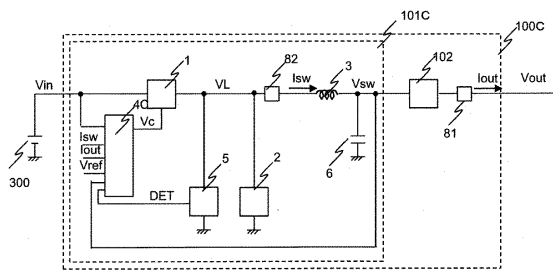 101C
100C
82
1
3
102
Vin
VL
Isw
Vsw
Iout
Vout
4C
Vc
Isw
Iout
Vref
5
2
6
81
300
DET